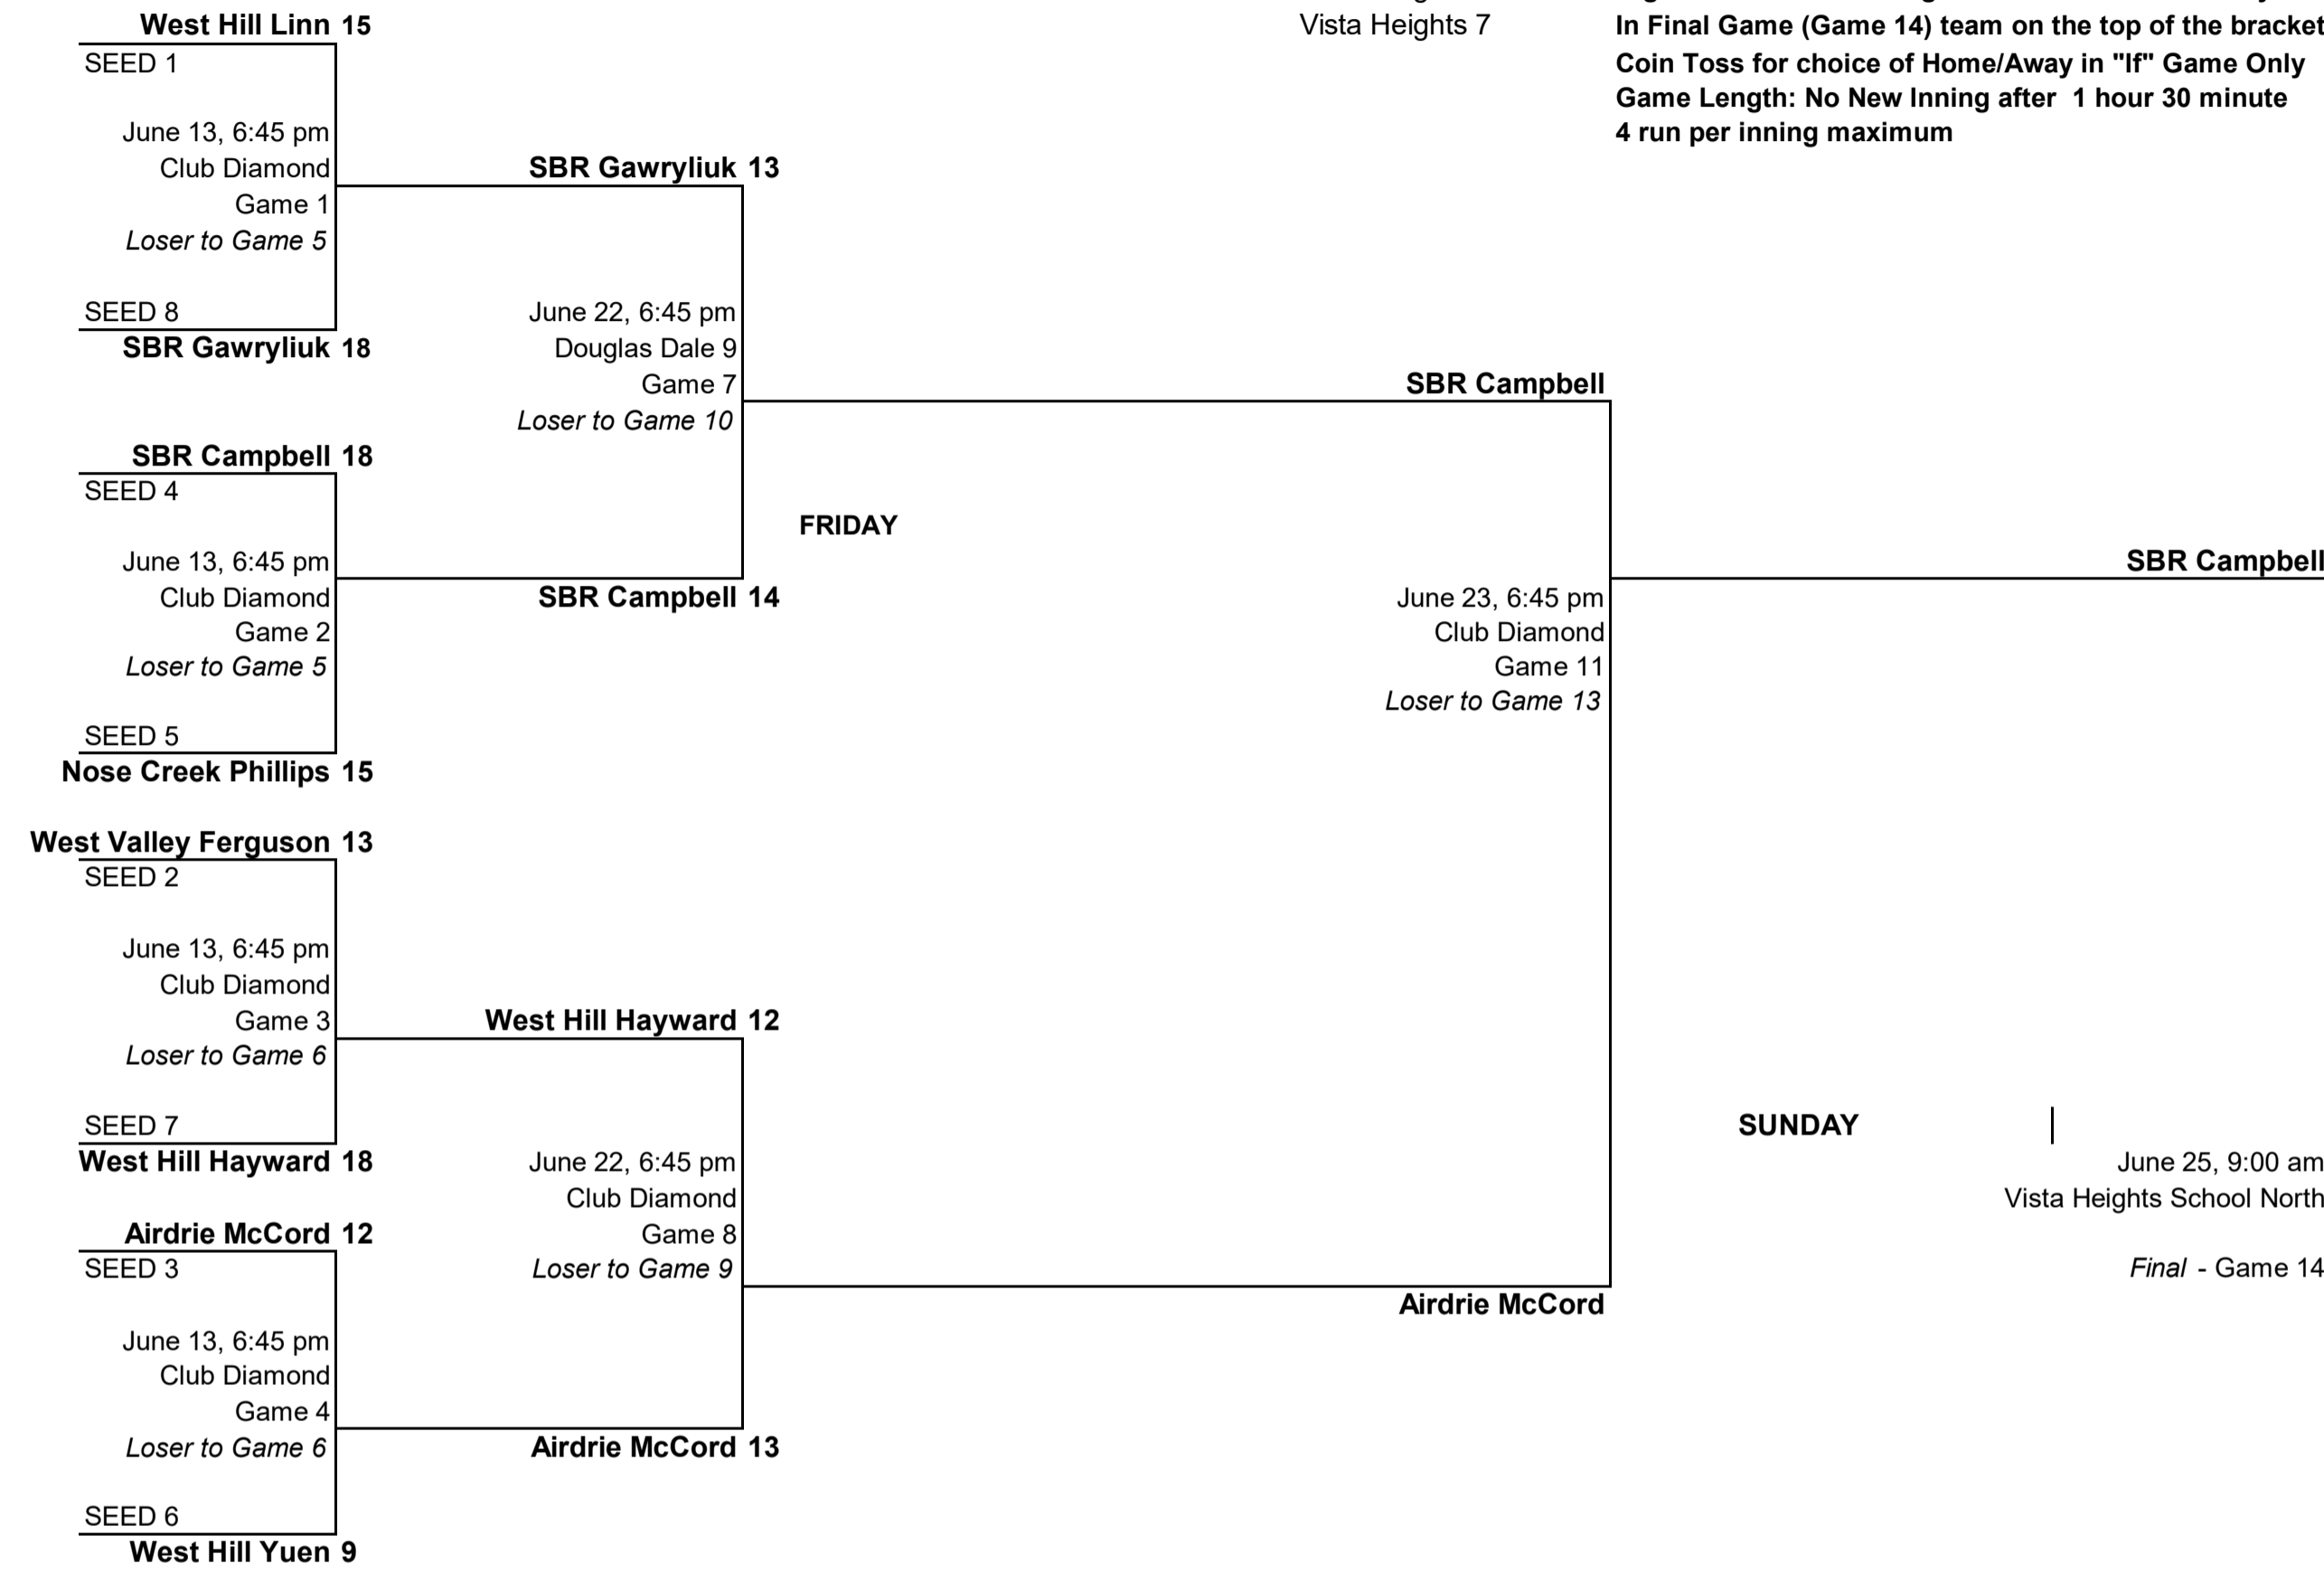 West Hill Linn 15
SEED 1
June 13, 6:45 pm
Club Diamond
Game 1
Loser to Game 5
SEED 8
SBR Gawryliuk 18
SBR Campbell 18
SEED 4
June 13, 6:45 pm
Club Diamond
Game 2
Loser to Game 5
SEED 5
Nose Creek Phillips 15
West Valley Ferguson 13
SEED 2
June 13, 6:45 pm
Club Diamond
Game 3
Loser to Game 6
SEED 7
West Hill Hayward 18
Airdrie McCord 12
SEED 3
June 13, 6:45 pm
Club Diamond
Game 4
Loser to Game 6
SEED 6
West Hill Yuen 9
SBR Gawryliuk 13
June 22, 6:45 pm
Douglas Dale 9
Game 7
Loser to Game 10
SBR Campbell 14
West Hill Hayward 12
June 22, 6:45 pm
Club Diamond
Game 8
Loser to Game 9
Airdrie McCord 13
FRIDAY
Vista Heights 7
SBR Campbell
June 23, 6:45 pm
Club Diamond
Game 11
Loser to Game 13
Airdrie McCord
In Final Game (Game 14) team on the top of the bracket
Coin Toss for choice of Home/Away in "If" Game Only
Game Length: No New Inning after 1 hour 30 minute
4 run per inning maximum
SBR Campbell
SUNDAY
June 25, 9:00 am
Vista Heights School North
Final - Game 14